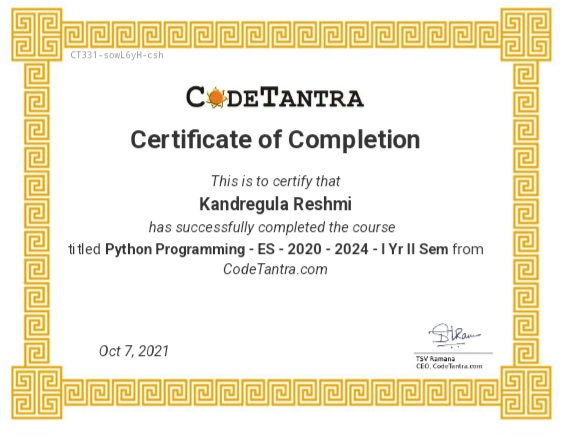 CT331-sowL6yH-csh
CODETANTRA
Certificate of Completion
This is to certify that
Kandregula Reshmi
has successfully completed the course
titled Python Programming - ES - 2020 - 2024 - I Yr II Sem from
CodeTantra.com
Oct 7, 2021
TSV Ramana
CEO, CodeTantra.com